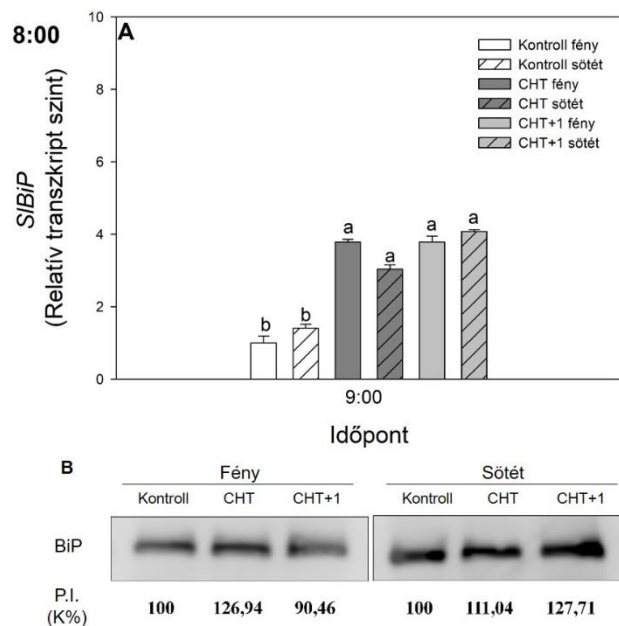 8:00
A
SlBiP
(Relatív transzkript szint)
10
8
6
4
2
0
Kontroll fény
Kontroll sötét
CHT fény
CHT sötét
CHT+1 fény
CHT+1 sötét
b b a a a a
9:00
Időpont
B
Fény Sötét
Kontroll CHT CHT+1 Kontroll CHT CHT+1
BiP
P.I. (K%) 100 126,94 90,46 100 111,04 127,71